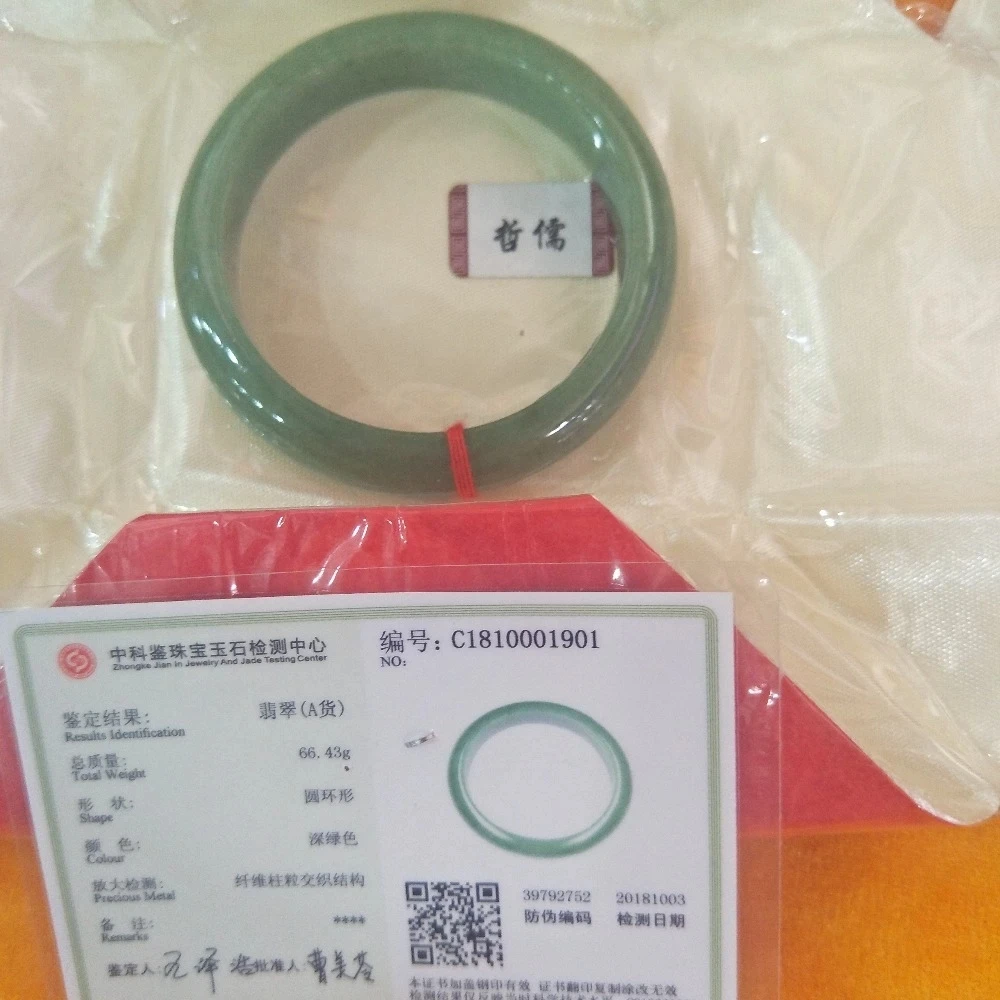 哲儒
中科鉴珠宝玉石检测中心
Zhongke Jian in Jewelry And Jade Testing Center
编号: C1810001901
NO:
鉴定结果: 翡翠(A货)
Results Identification
总质量: 66.43g
Total Weight
形 状: 圆环形
Shape
颜 色: 深绿色
Colour
放大检测: 纤维柱粒交织结构
Precious Metal
备 注: ****
Remarks
鉴定人: 批准人:
39792752 20181003
防伪编码 检测日期
本证书加盖钢印有效 证书翻印复制涂改无效